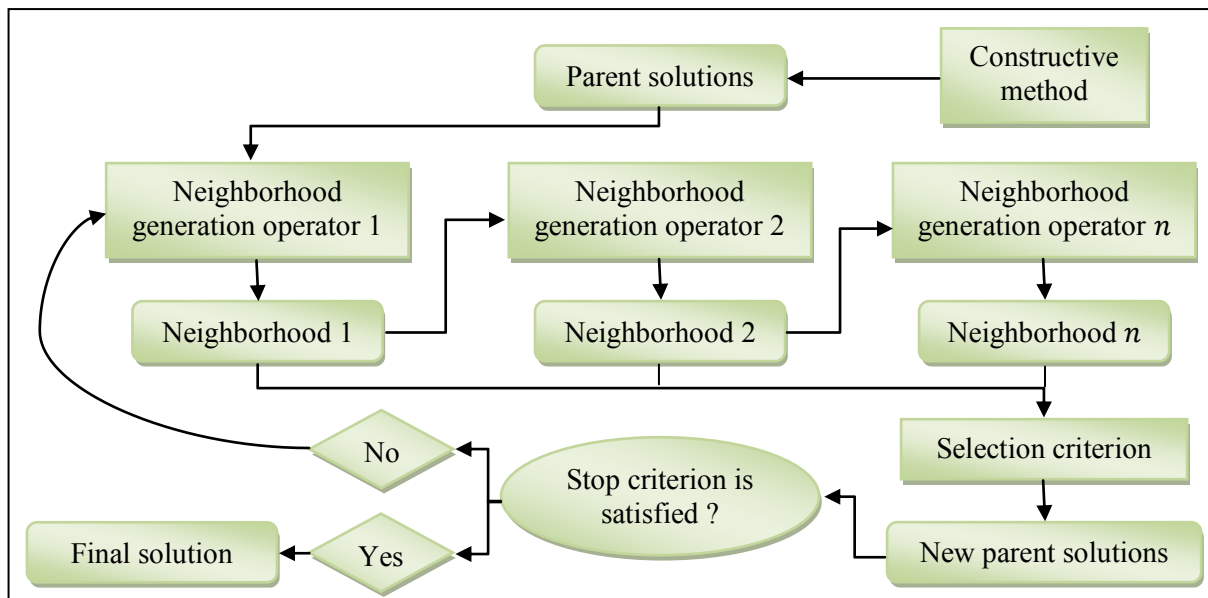 Parent solutions
Constructive
method
Neighborhood
generation operator 1
Neighborhood
generation operator 2
Neighborhood
generation operator n
Neighborhood 1
Neighborhood 2
Neighborhood n
No
Stop criterion is
satisfied ?
Selection criterion
Final solution
Yes
New parent solutions